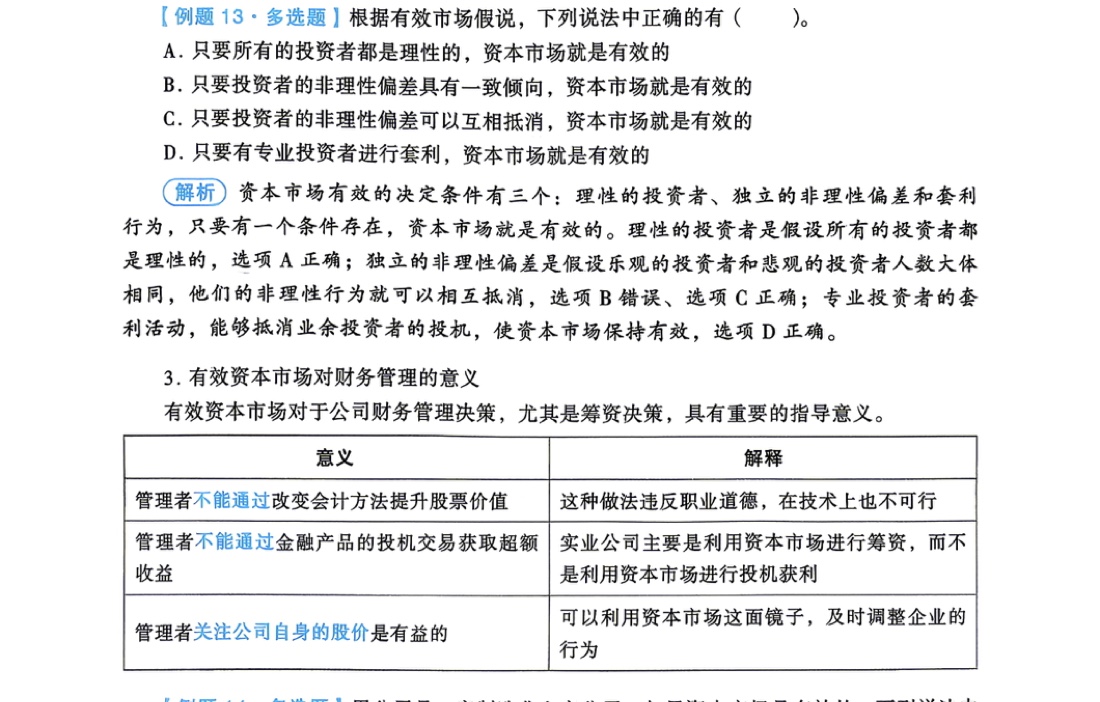 【例题13·多选题】根据有效市场假说，下列说法中正确的有（　　）。
A. 只要所有的投资者都是理性的，资本市场就是有效的
B. 只要投资者的非理性偏差具有一致倾向，资本市场就是有效的
C. 只要投资者的非理性偏差可以互相抵消，资本市场就是有效的
D. 只要有专业投资者进行套利，资本市场就是有效的
解析 资本市场有效的决定条件有三个：理性的投资者、独立的非理性偏差和套利
行为，只要有一个条件存在，资本市场就是有效的。理性的投资者是假设所有的投资者都
是理性的，选项A正确；独立的非理性偏差是假设乐观的投资者和悲观的投资者人数大体
相同，他们的非理性行为就可以相互抵消，选项B错误、选项C正确；专业投资者的套
利活动，能够抵消业余投资者的投机，使资本市场保持有效，选项D正确。
3. 有效资本市场对财务管理的意义
有效资本市场对于公司财务管理决策，尤其是筹资决策，具有重要的指导意义。
意义 解释
管理者不能通过改变会计方法提升股票价值 这种做法违反职业道德，在技术上也不可行
管理者不能通过金融产品的投机交易获取超额 实业公司主要是利用资本市场进行筹资，而不
收益 是利用资本市场进行投机获利
管理者关注公司自身的股价是有益的 可以利用资本市场这面镜子，及时调整企业的
行为